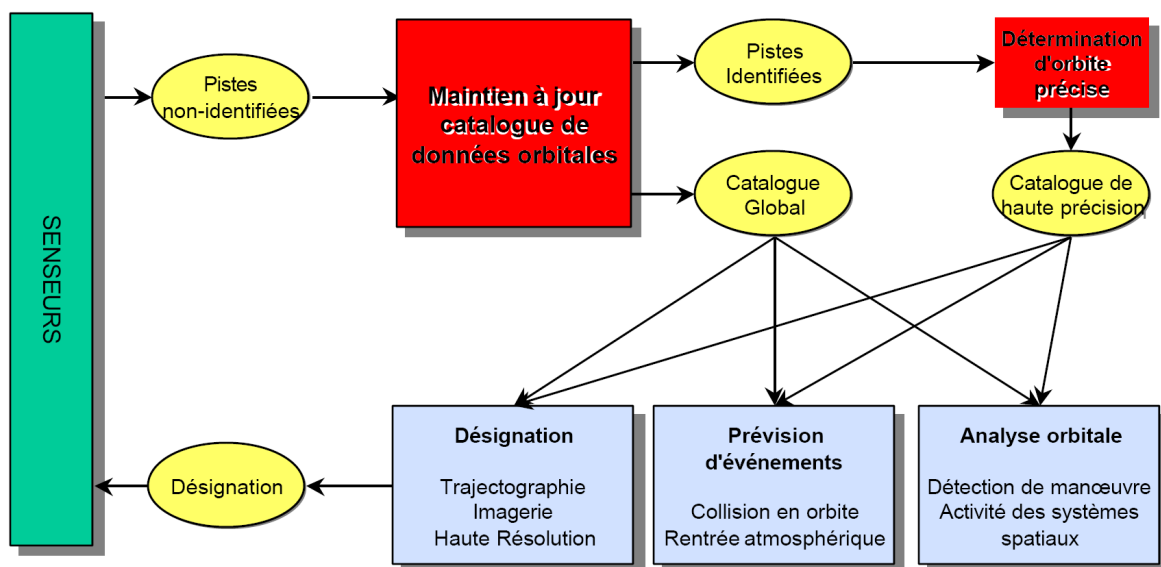 SENSEURS
Pistes
non-identifiées
Maintien à jour
catalogue de
données orbitales
Pistes
Identifiées
Détermination
d'orbite
précise
Catalogue
Global
Catalogue de
haute précision
Désignation
Désignation
Trajectographie
Imagerie
Haute Résolution
Prévision
d'événements
Collision en orbite
Rentrée atmosphérique
Analyse orbitale
Détection de manœuvre
Activité des systèmes
spatiaux